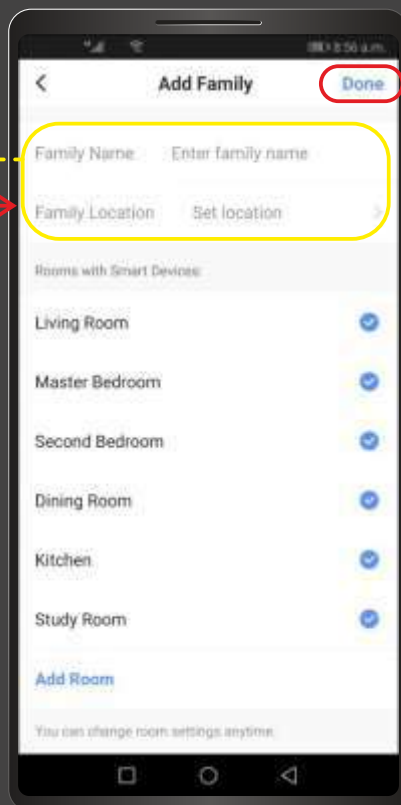 8:56 a.m.
Add Family
Done
Family Name Enter family name
Family Location Set location
Rooms with Smart Devices:
Living Room
Master Bedroom
Second Bedroom
Dining Room
Kitchen
Study Room
Add Room
You can change room settings anytime.